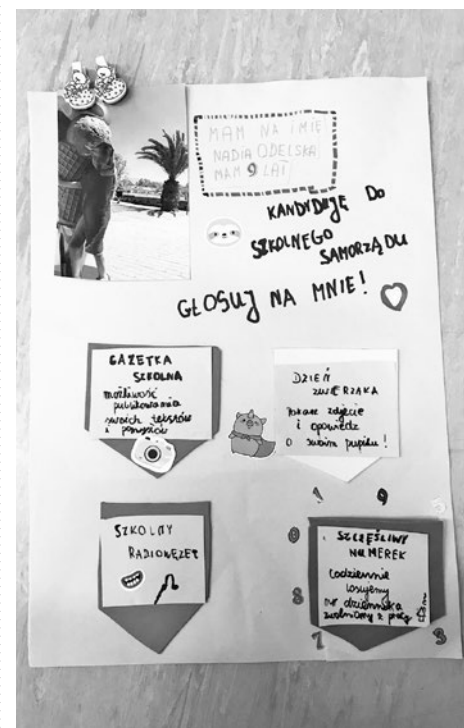 MAM NA IMIĘ
NADIA ODELSKA
MAM 9 LAT
KANDYDUJĘ DO
SZKOLNEGO
SAMORZĄDU
GŁOSUJ NA MNIE!
GAZETKA
SZKOLNA
możliwość
publikowania
swoich tekstów
i pomysłów
DZIEŃ
ZWIERZAKA
Pokaż zdjęcie
i opowiedz
o swoim pupilu!
SZKOLNY
RADIOWĘZEŁ
SZCZĘŚLIWY
NUMEREK
Codziennie
losujemy
nr dziennika
zwolniony z